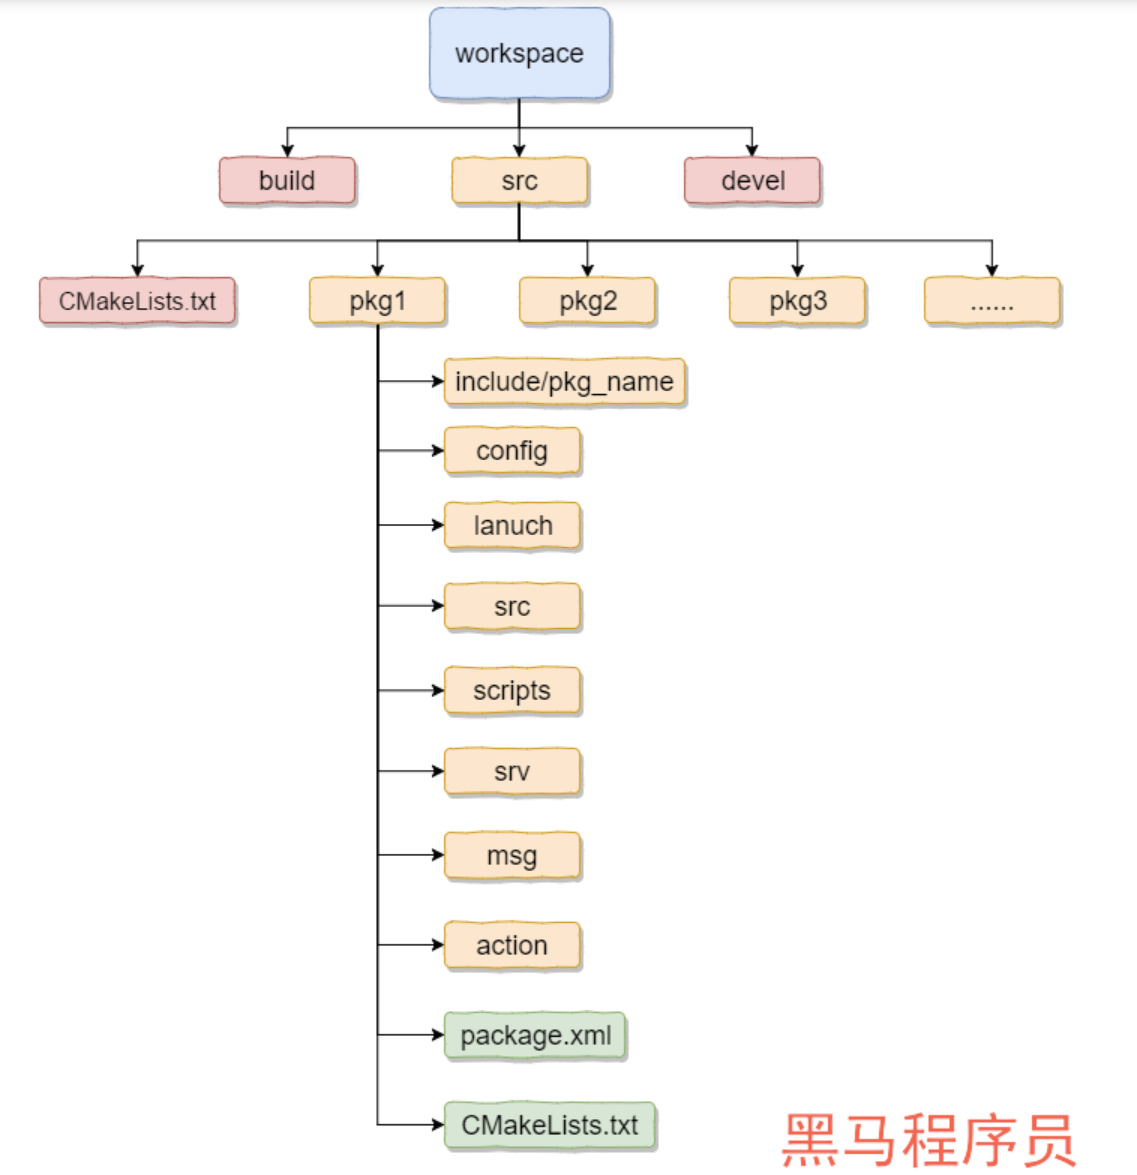 workspace
build
src
devel
CMakeLists.txt
pkg1
pkg2
pkg3
......
include/pkg_name
config
lanuch
src
scripts
srv
msg
action
package.xml
CMakeLists.txt
黑马程序员